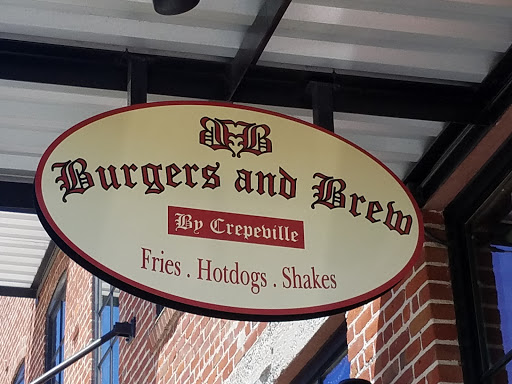 B&B
Burgers and Brew
By Crepeville
Fries . Hotdogs . Shakes